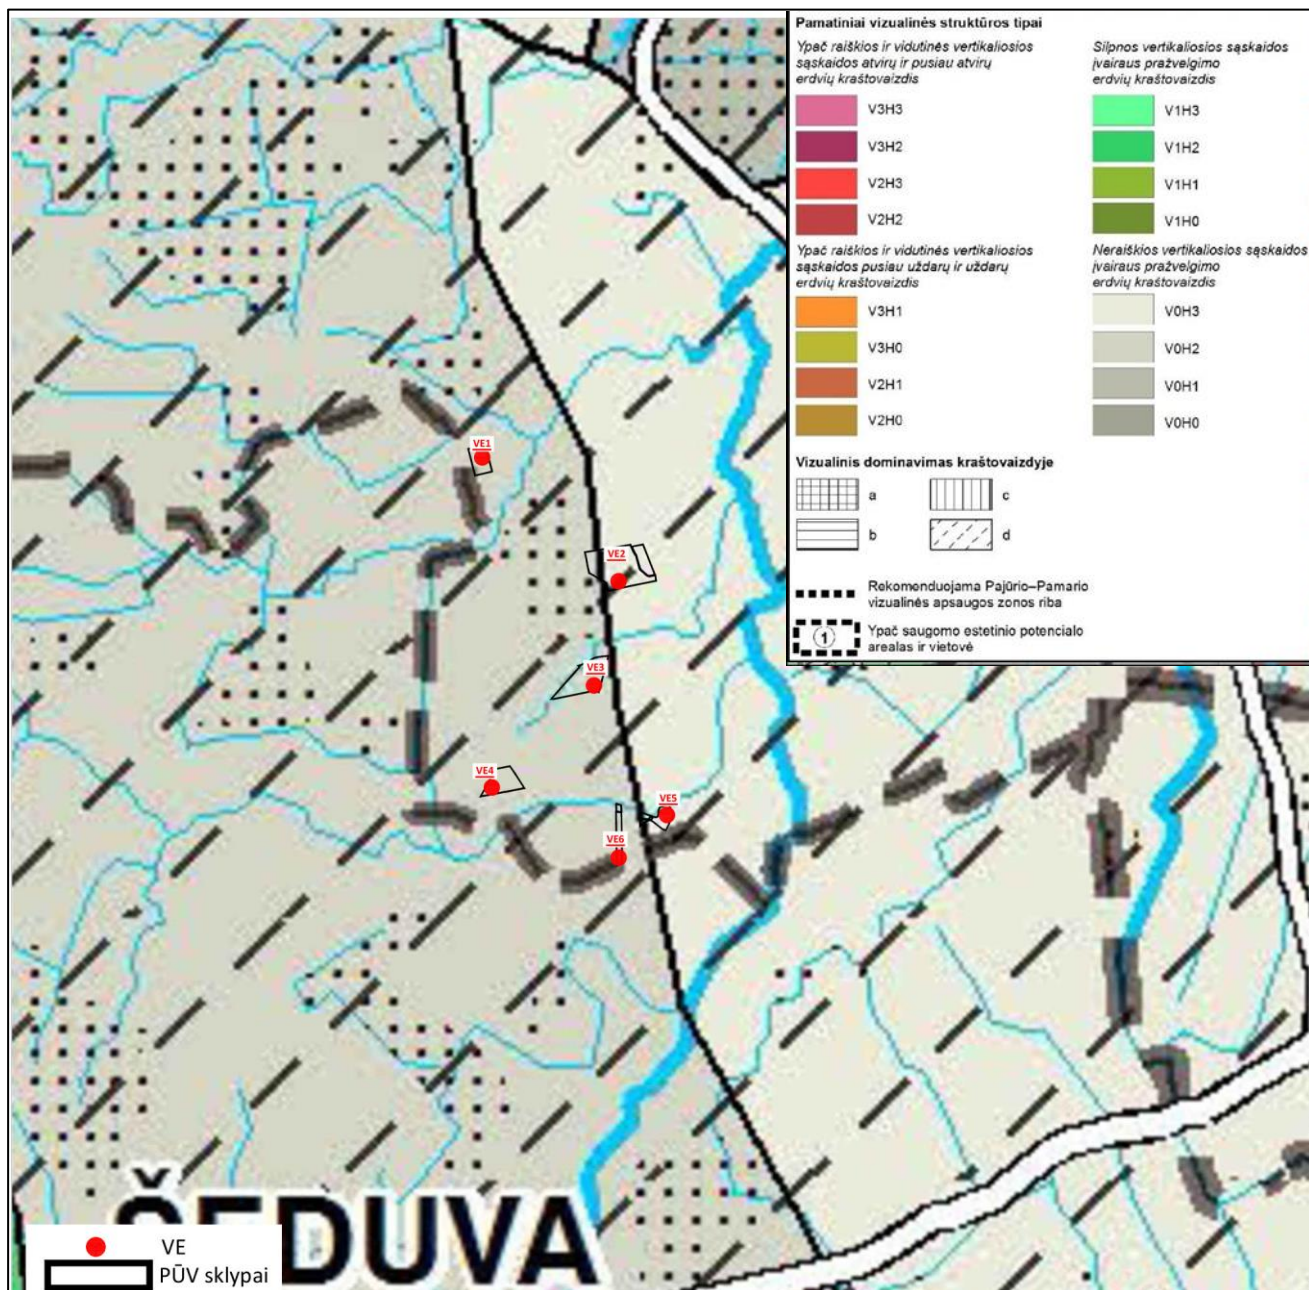 Pamatiniai vizualinės struktūros tipai
Ypač raiškios ir vidutinės vertikaliosios
sąskaidos atvirų ir pusiau atvirų
erdvių kraštovaizdis
V3H3
V3H2
V2H3
V2H2
Ypač raiškios ir vidutinės vertikaliosios
sąskaidos pusiau uždarų ir uždarų
erdvių kraštovaizdis
V3H1
V3H0
V2H1
V2H0
Silpnos vertikaliosios sąskaidos
įvairaus pražvelgimo
erdvių kraštovaizdis
V1H3
V1H2
V1H1
V1H0
Neraiškios vertikaliosios sąskaidos
įvairaus pražvelgimo
erdvių kraštovaizdis
V0H3
V0H2
V0H1
V0H0
Vizualinis dominavimas kraštovaizdyje
a
c
b
d
Rekomenduojama Pajūrio–Pamario
vizualinės apsaugos zonos riba
1
Ypač saugomo estetinio potencialo
arealas ir vietovė
VE1
VE2
VE3
VE4
VE5
VE6
ŠEDUVA
VE
PŪV sklypai